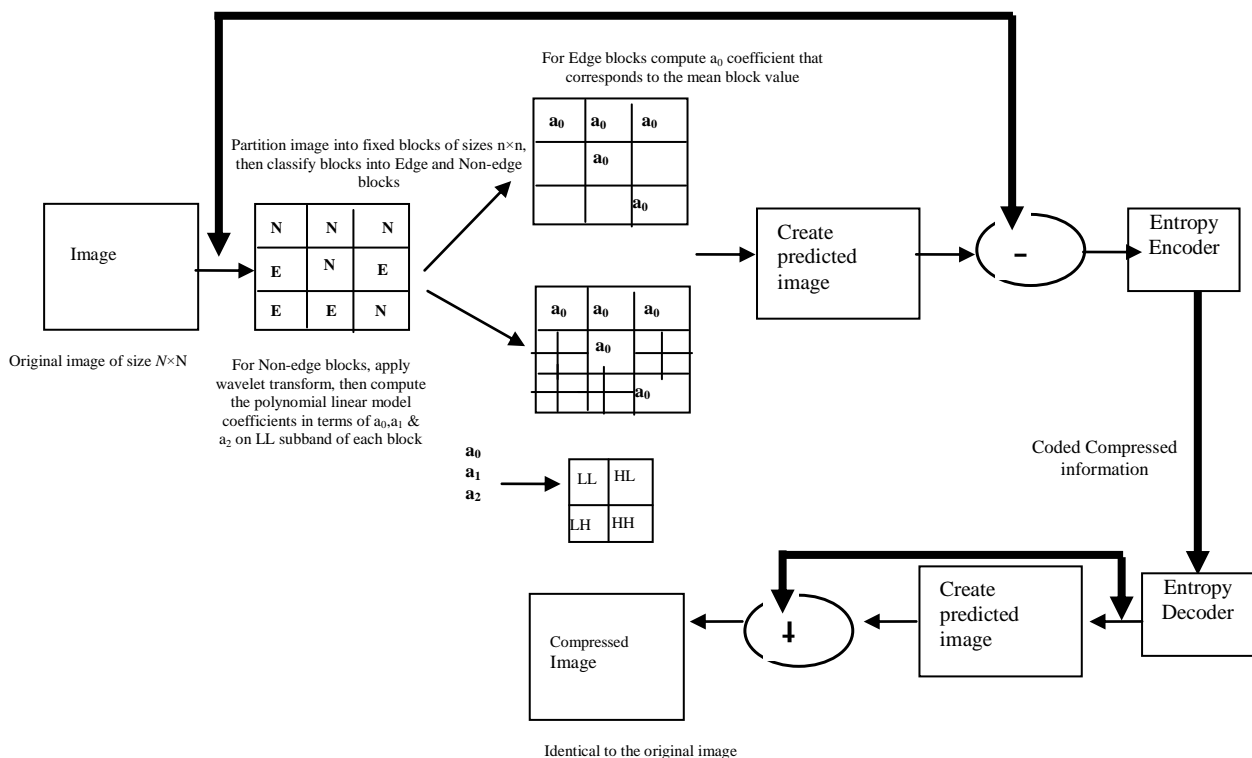 For Edge blocks compute a₀ coefficient that
corresponds to the mean block value
a₀ a₀ a₀
a₀
a₀
Partition image into fixed blocks of sizes n×n,
then classify blocks into Edge and Non-edge
blocks
Image
N N N
E N E
E E N
Create
predicted
image
-
Entropy
Encoder
Original image of size N×N
For Non-edge blocks, apply
wavelet transform, then compute
the polynomial linear model
coefficients in terms of a₀,a₁ &
a₂ on LL subband of each block
a₀ a₀ a₀
a₀
a₀
a₀
a₁
a₂
LL HL
LH HH
Coded Compressed
information
Entropy
Decoder
Create
predicted
image
+
Compressed
Image
Identical to the original image